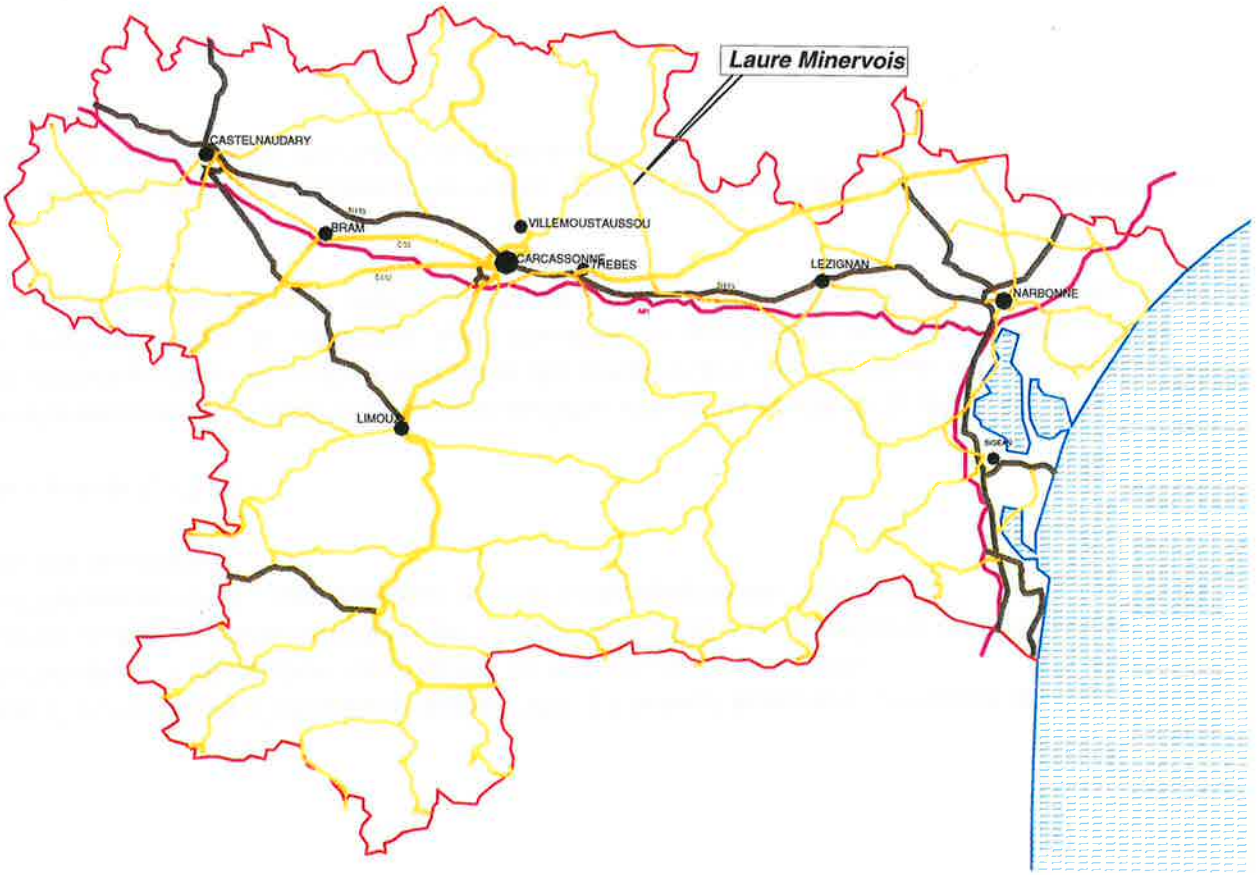 Laure Minervois
CASTELNAUDARY
VILLEMOUSTAUSSOU
BRAM
CARCASSONNE
TREBES
LEZIGNAN
NARBONNE
LIMOUX
SIGEAN